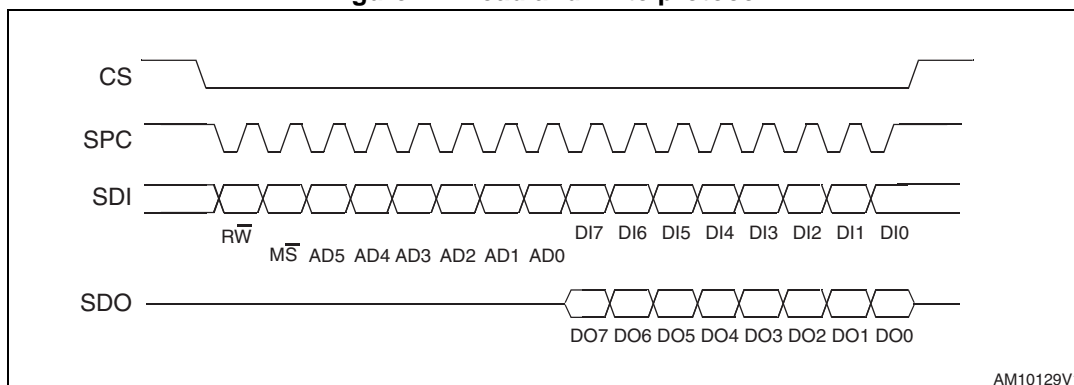 CS
SPC
SDI
RW̅ DI7 DI6 DI5 DI4 DI3 DI2 DI1 DI0
MS̅ AD5 AD4 AD3 AD2 AD1 AD0
SDO
DO7 DO6 DO5 DO4 DO3 DO2 DO1 DO0